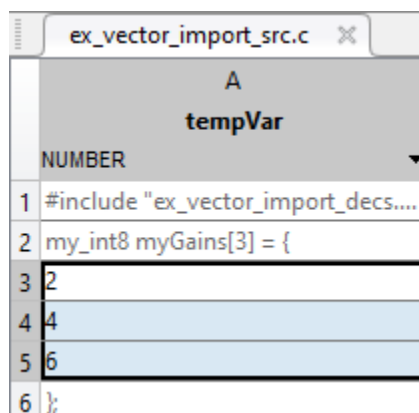 ex_vector_import_src.c
A
tempVar
NUMBER
1 #include "ex_vector_import_decs....
2 my_int8 myGains[3] = {
3 2
4 4
5 6
6 };